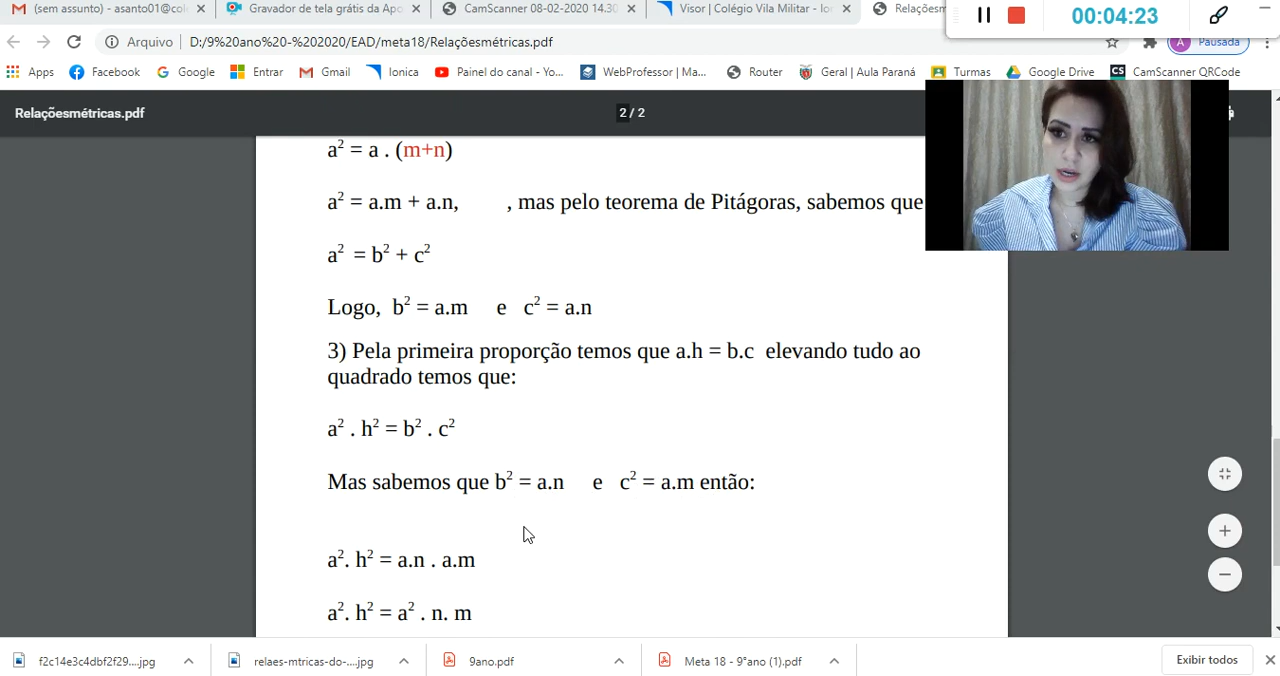 (sem assunto) - asanto01@col
Gravador de tela grátis da Apo
CamScanner 08-02-2020 14.30
Visor | Colégio Vila Militar - Ion
Relaçõesm
00:04:23
Arquivo | D:/9%20ano%20-%202020/EAD/meta18/Relaçõesmétricas.pdf
A Pausada
Apps Facebook Google Entrar Gmail Ionica Painel do canal - Yo... WebProfessor | Ma... Router Geral | Aula Paraná Turmas Google Drive CS CamScanner QRCode
Relaçõesmétricas.pdf 2 / 2
a² = a . (m+n)
a² = a.m + a.n, , mas pelo teorema de Pitágoras, sabemos que
a² = b² + c²
Logo, b² = a.m e c² = a.n
3) Pela primeira proporção temos que a.h = b.c elevando tudo ao
quadrado temos que:
a² . h² = b² . c²
Mas sabemos que b² = a.n e c² = a.m então:
a². h² = a.n . a.m
a². h² = a² . n. m
f2c14e3c4dbf2f29....jpg relaes-mtricas-do-....jpg 9ano.pdf Meta 18 - 9°ano (1).pdf Exibir todos